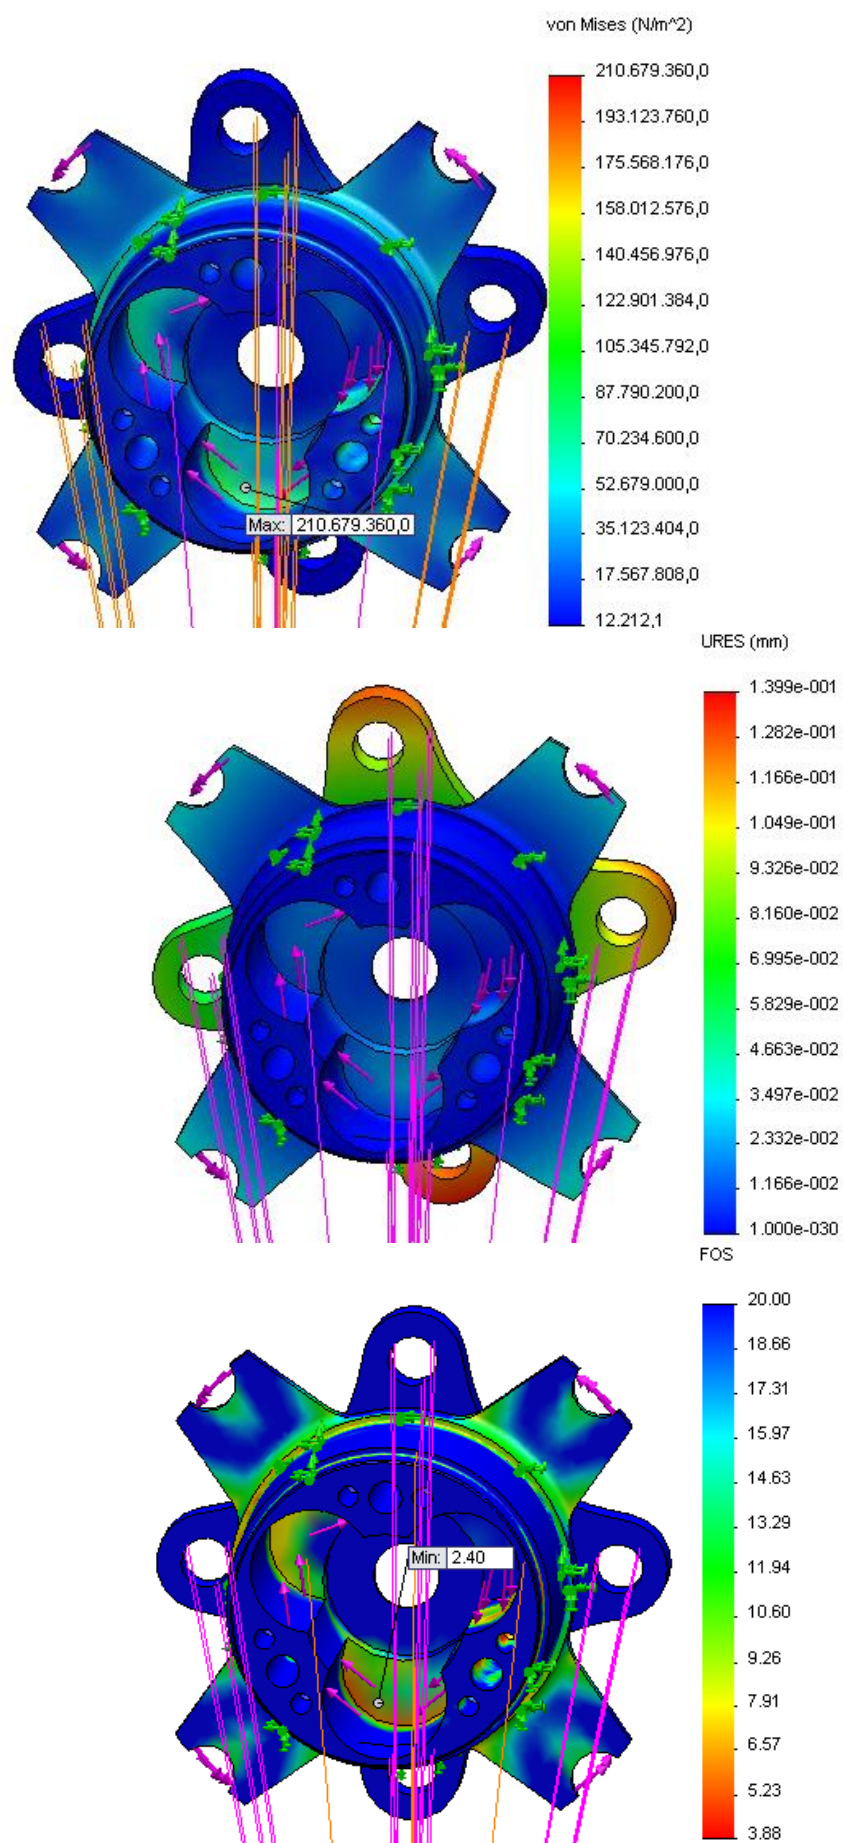 von Mises (N/m^2)
210.679.360,0
193.123.760,0
175.568.176,0
158.012.576,0
140.456.976,0
122.901.384,0
105.345.792,0
87.790.200,0
70.234.600,0
52.679.000,0
35.123.404,0
17.567.808,0
12.212,1
Max: 210.679.360,0
URES (mm)
1.399e-001
1.282e-001
1.166e-001
1.049e-001
9.326e-002
8.160e-002
6.995e-002
5.829e-002
4.663e-002
3.497e-002
2.332e-002
1.166e-002
1.000e-030
FOS
20.00
18.66
17.31
15.97
14.63
13.29
11.94
10.60
9.26
7.91
6.57
5.23
3.88
Min: 2.40